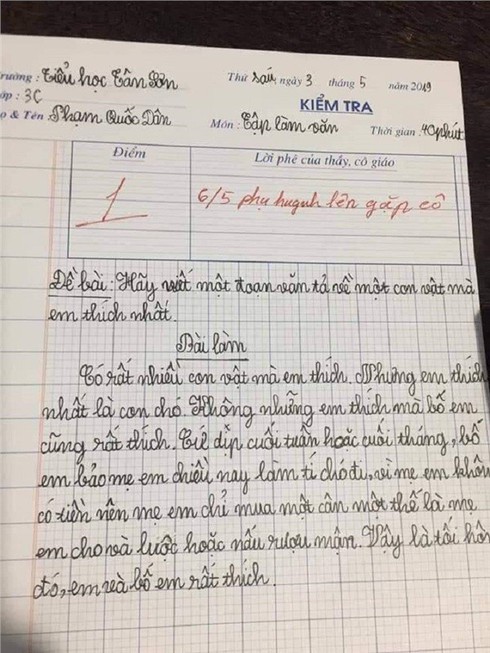 Trường : Tiểu học Tân Sơn Thứ sáu, ngày 3 tháng 5 năm 2019
Lớp : 3C KIỂM TRA
Họ & Tên : Phạm Quốc Dân Môn : Tập làm văn Thời gian : 40 phút
Điểm Lời phê của thầy, cô giáo
1 6/5 phụ huynh lên gặp cô
Đề bài : Hãy viết một đoạn văn tả về một con vật mà
em thích nhất.
Bài làm
Có rất nhiều con vật mà em thích. Nhưng em thích
nhất là con chó. Không những em thích mà bố em
cũng rất thích. Cứ dịp cuối tuần hoặc cuối tháng, bố
em bảo mẹ em chiều nay làm tí chó đi, vì mẹ em khôn
có tiền nên mẹ em chỉ mua một cân một thế là mẹ
em cho và luộc hoặc nấu rượu mận. Vậy là tối hôm
đó, em và bố em rất thích.